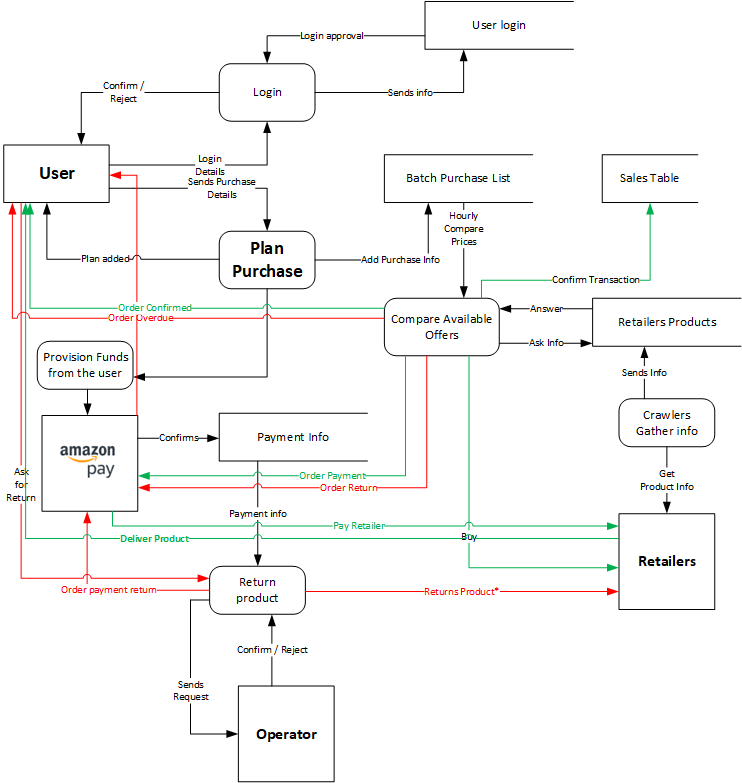 User login
Login approval
Login
Confirm /
Reject
Sends info
User
Login
Details
Sends Purchase
Details
Batch Purchase List
Sales Table
Hourly
Compare
Prices
Plan
Purchase
Plan added
Add Purchase Info
Confirm Transaction
Order Confirmed
Order Overdue
Compare Available
Offers
Answer
Retailers Products
Ask Info
Provision Funds
from the user
Sends Info
Crawlers
Gather info
amazon
pay
Confirms
Payment Info
Ask
for
Return
Order Payment
Order Return
Get
Product Info
Payment info
Pay Retailer
Deliver Product
Buy
Retailers
Return
product
Order payment return
Returns Product*
Confirm / Reject
Sends
Request
Operator